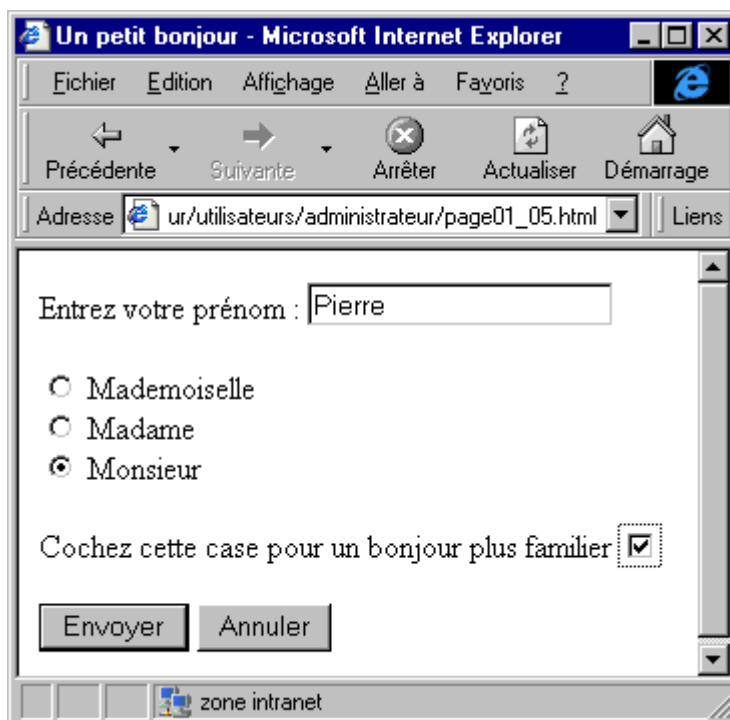 Un petit bonjour - Microsoft Internet Explorer
Fichier Edition Affichage Aller à Favoris ?
Précédente Suivante Arrêter Actualiser Démarrage
Adresse ur/utilisateurs/administrateur/page01_05.html Liens
Entrez votre prénom : Pierre
Mademoiselle
Madame
Monsieur
Cochez cette case pour un bonjour plus familier
Envoyer Annuler
zone intranet